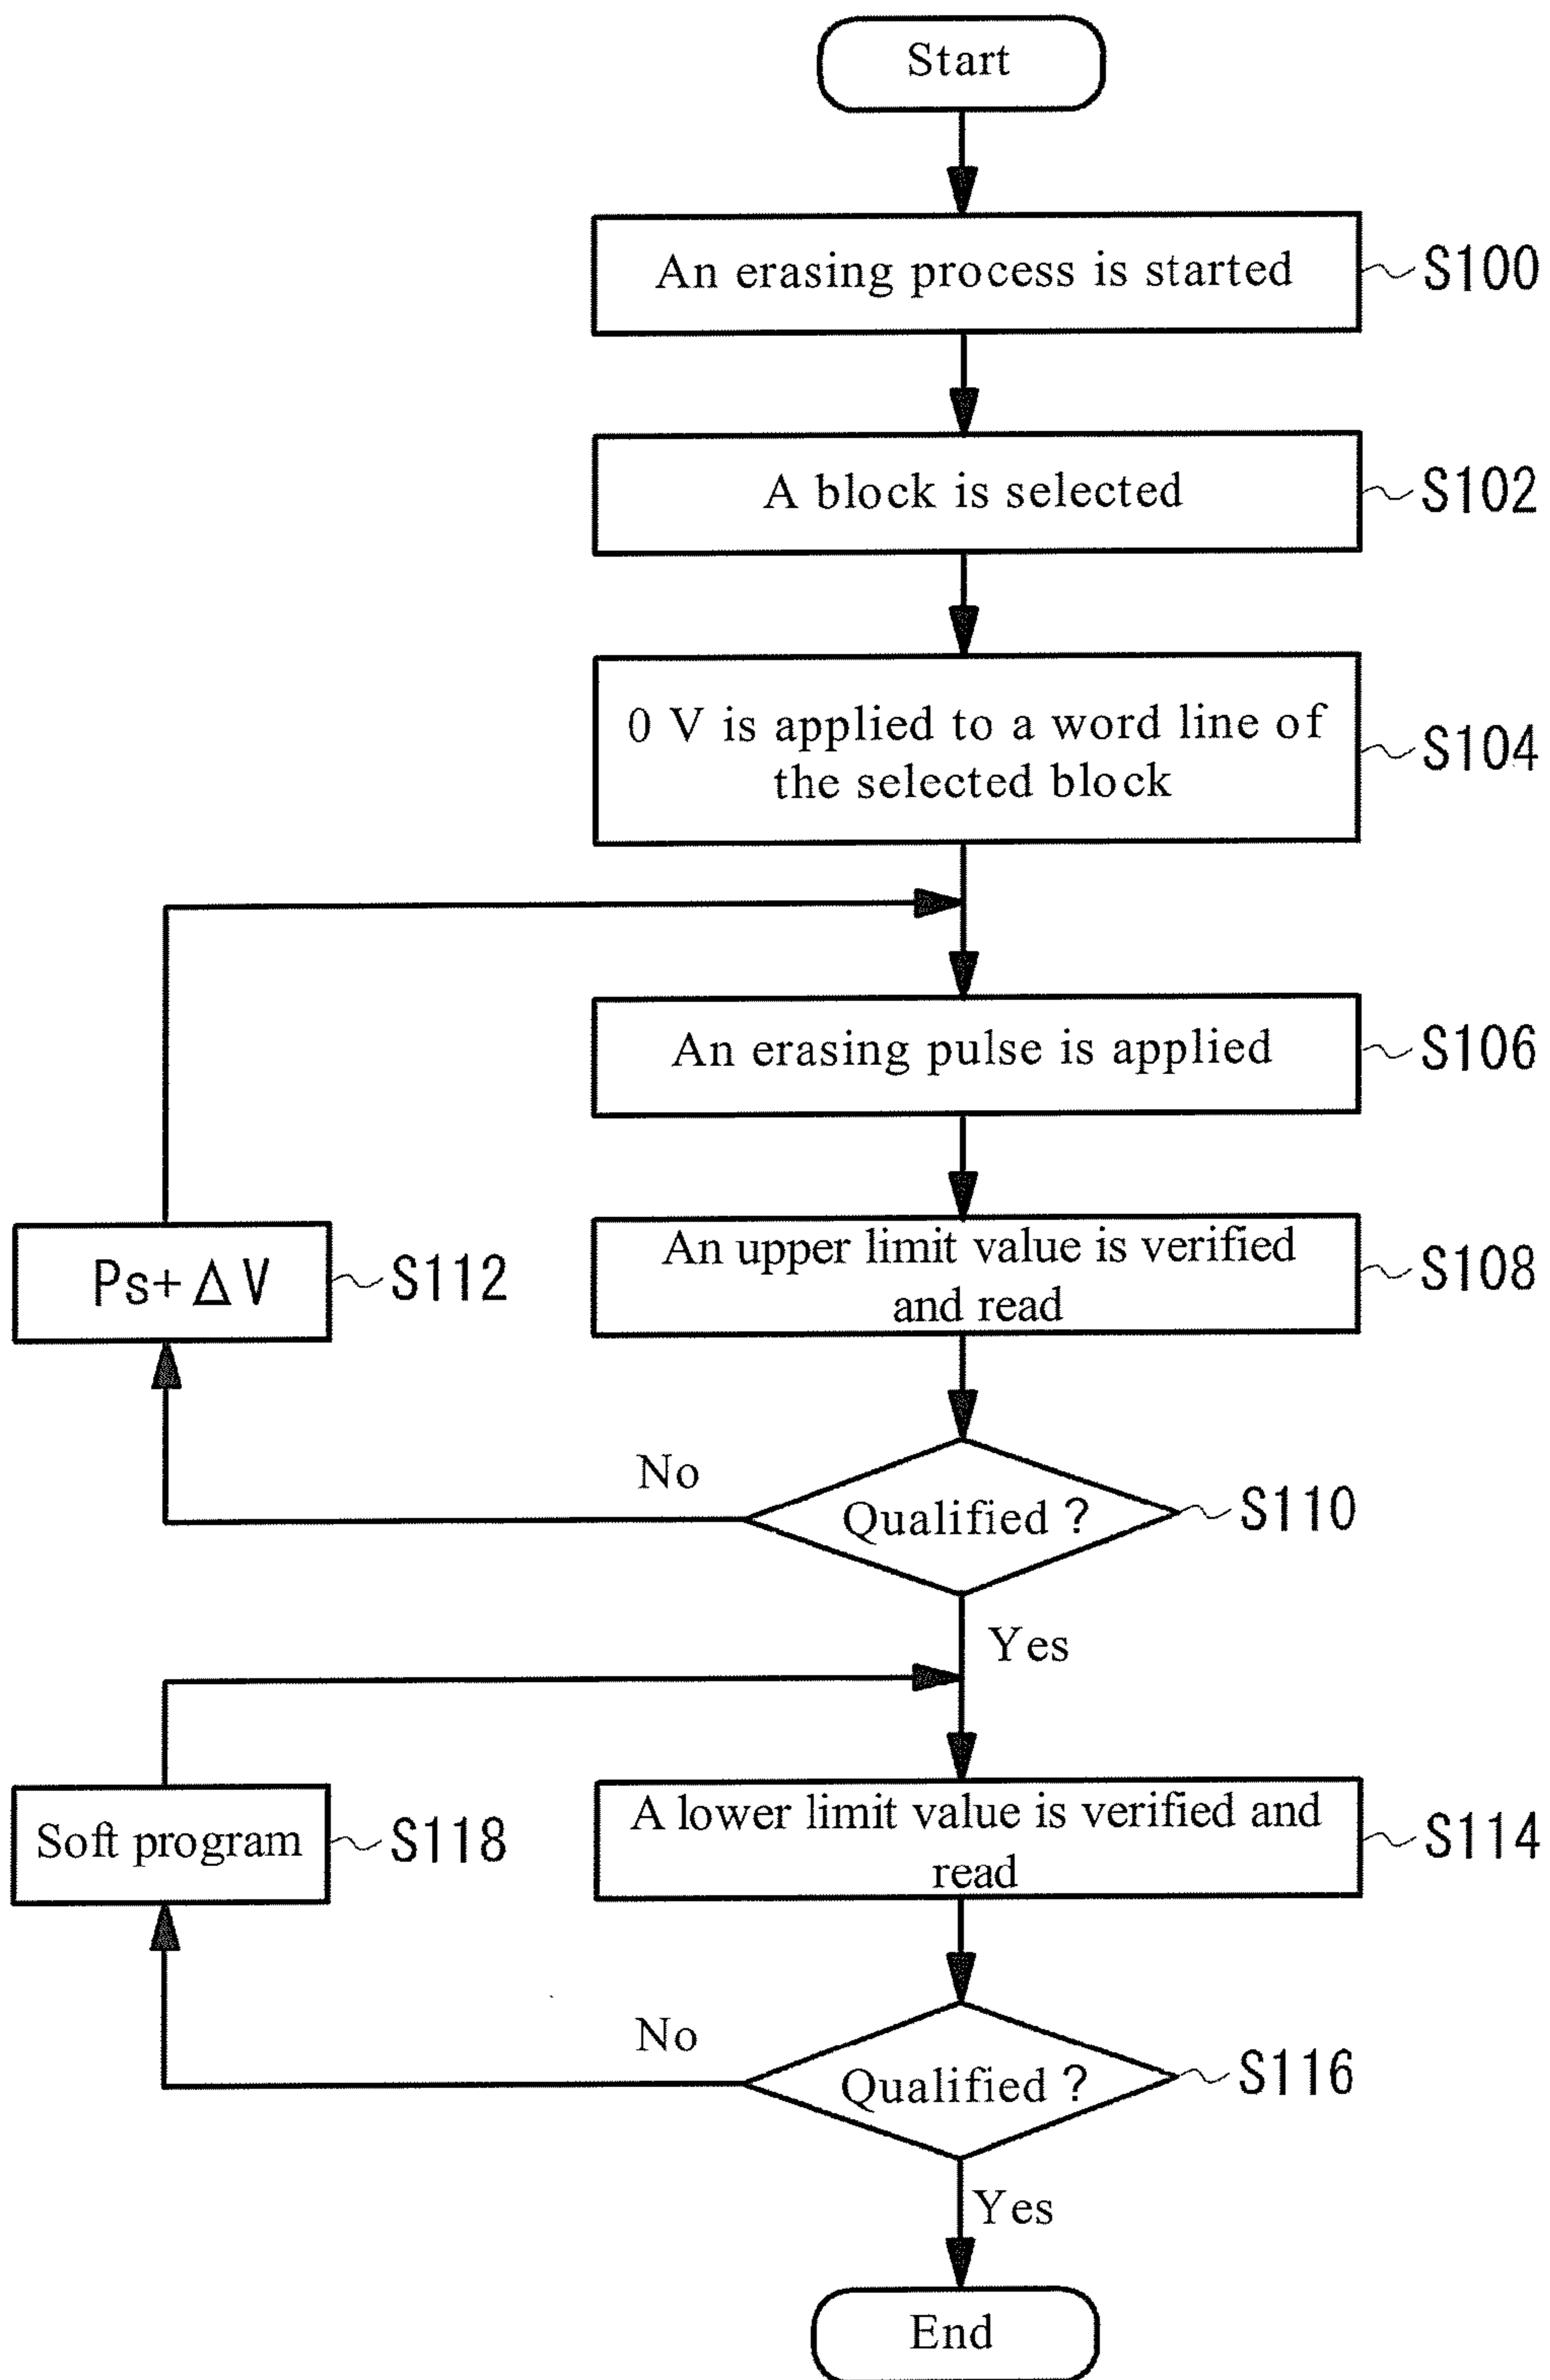 Start
An erasing process is started
S100
A block is selected
S102
0 V is applied to a word line of
the selected block
S104
An erasing pulse is applied
S106
An upper limit value is verified
and read
S108
Ps+ΔV
S112
No
Qualified ?
S110
Yes
A lower limit value is verified and
read
S114
Soft program
S118
No
Qualified ?
S116
Yes
End